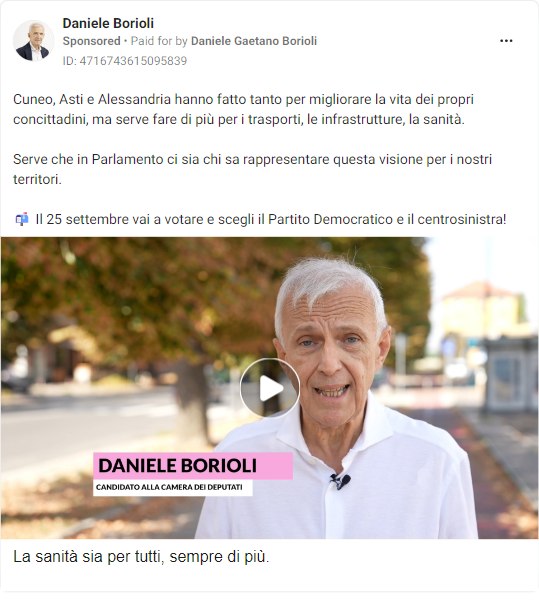 Daniele Borioli
Sponsored • Paid for by Daniele Gaetano Borioli
ID: 4716743615095839
Cuneo, Asti e Alessandria hanno fatto tanto per migliorare la vita dei propri
concittadini, ma serve fare di più per i trasporti, le infrastrutture, la sanità.
Serve che in Parlamento ci sia chi sa rappresentare questa visione per i nostri
territori.
📬 Il 25 settembre vai a votare e scegli il Partito Democratico e il centrosinistra!
DANIELE BORIOLI
CANDIDATO ALLA CAMERA DEI DEPUTATI
La sanità sia per tutti, sempre di più.